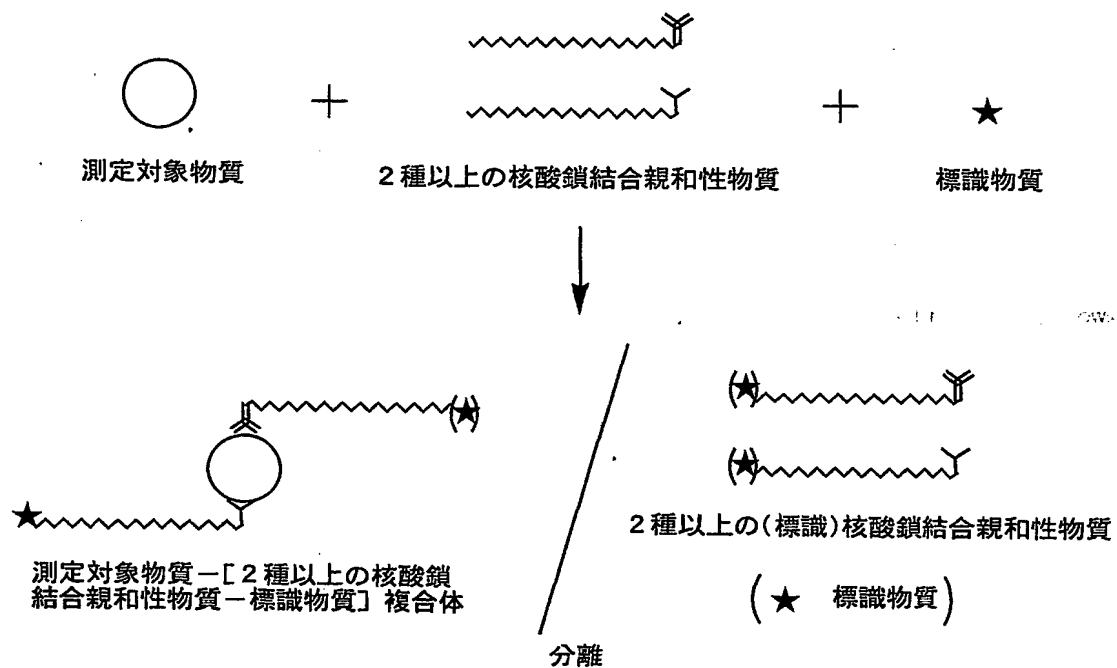 測定対象物質
2種以上の核酸鎖結合親和性物質
標識物質
2種以上の(標識)核酸鎖結合親和性物質
測定対象物質-[2種以上の核酸鎖
結合親和性物質-標識物質]複合体
(★ 標識物質)
分離